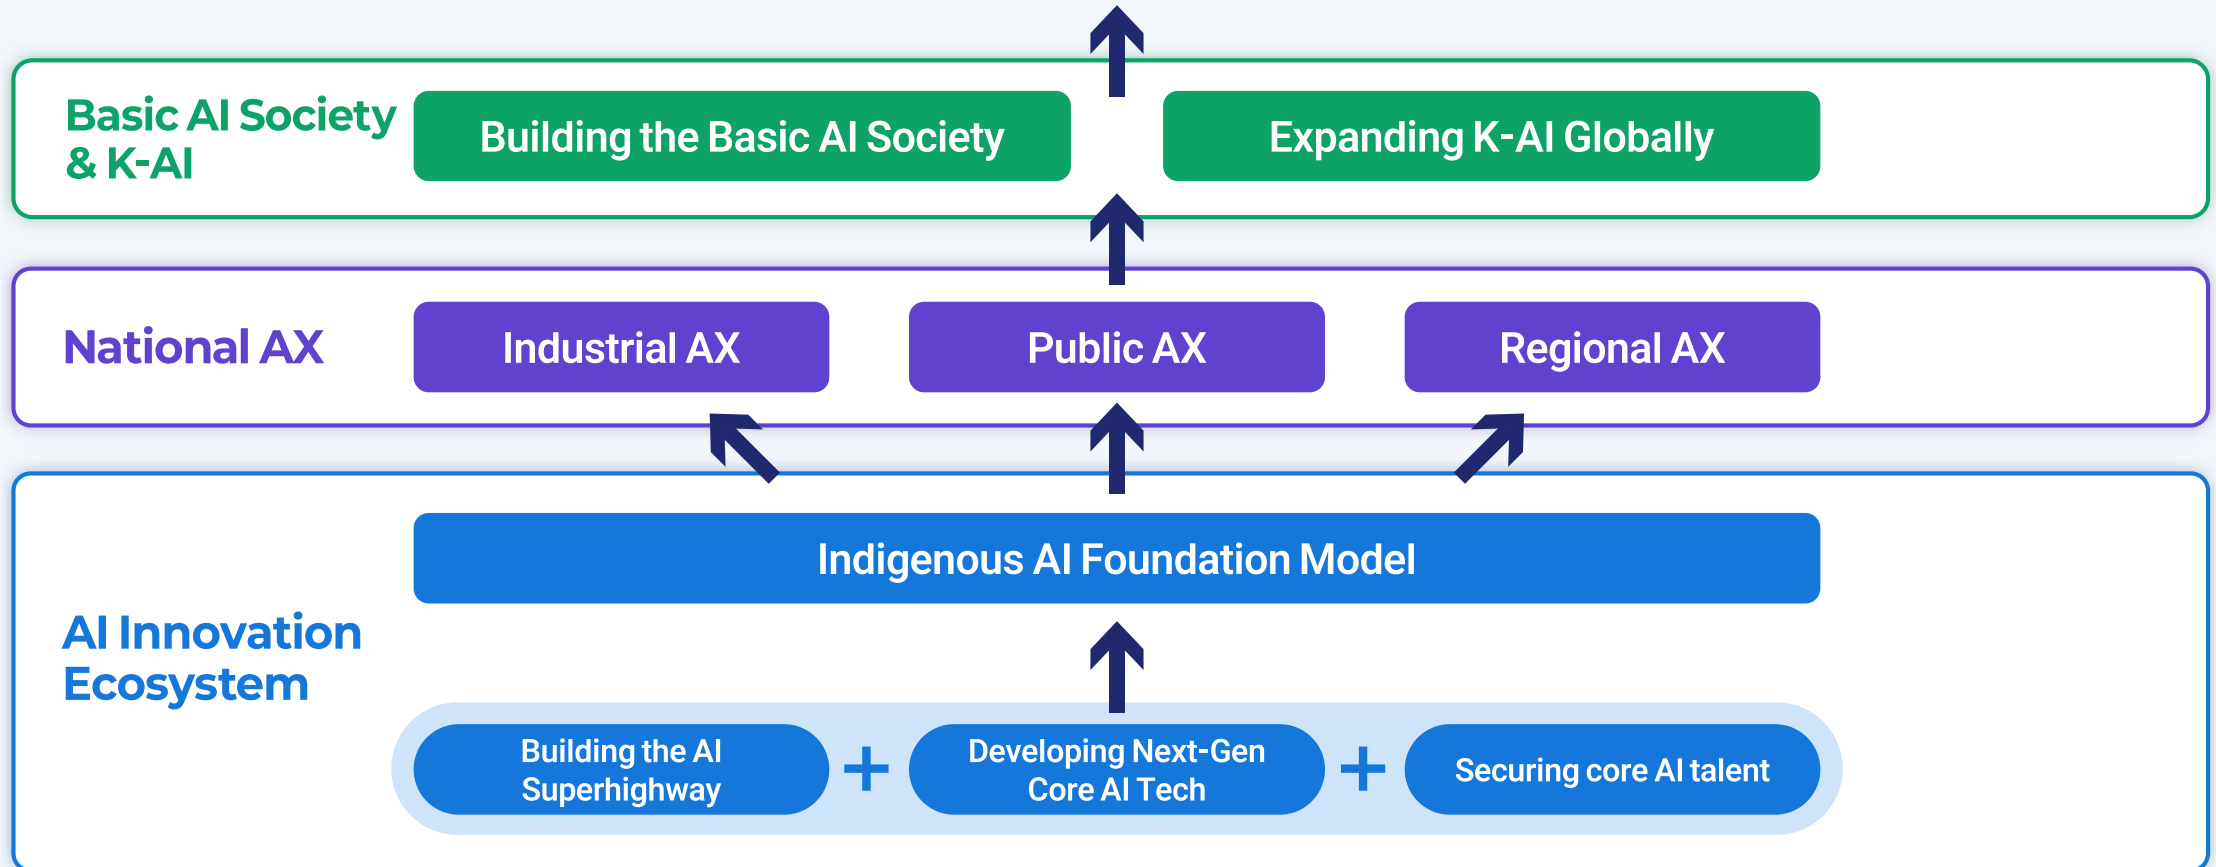 Basic AI Society
& K-AI
Building the Basic AI Society
Expanding K-AI Globally
National AX
Industrial AX
Public AX
Regional AX
AI Innovation
Ecosystem
Indigenous AI Foundation Model
Building the AI
Superhighway
+
Developing Next-Gen
Core AI Tech
+
Securing core AI talent